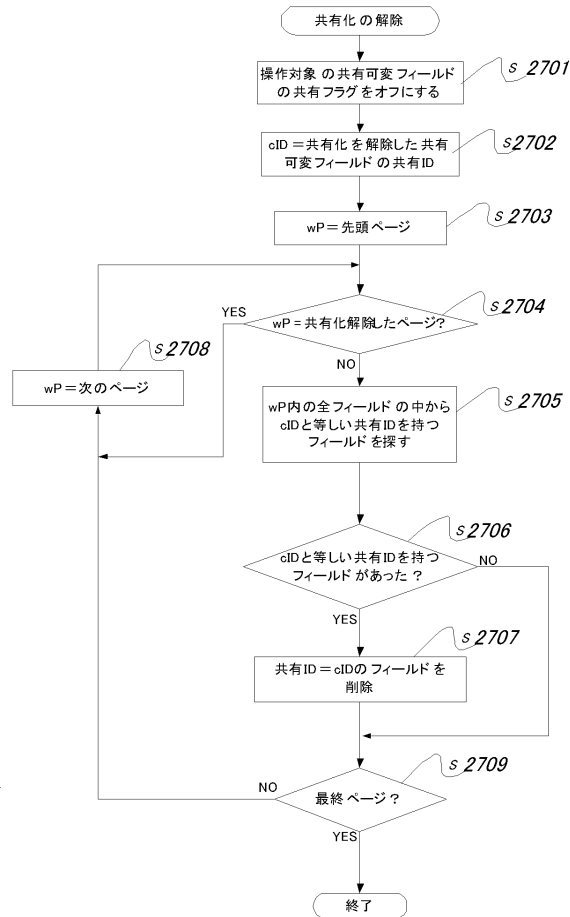 共有化の解除
操作対象の共有可変フィールド
の共有フラグをオフにする
S 2701
cID＝共有化を解除した共有
可変フィールドの共有ID
S 2702
wP＝先頭ページ
S 2703
wP＝共有化解除したページ？
S 2704
YES
NO
wP＝次のページ
S 2708
wP内の全フィールドの中から
cIDと等しい共有IDを持つ
フィールドを探す
S 2705
cIDと等しい共有IDを持つ
フィールドがあった？
S 2706
NO
YES
共有ID＝cIDのフィールドを
削除
S 2707
最終ページ？
S 2709
NO
YES
終了